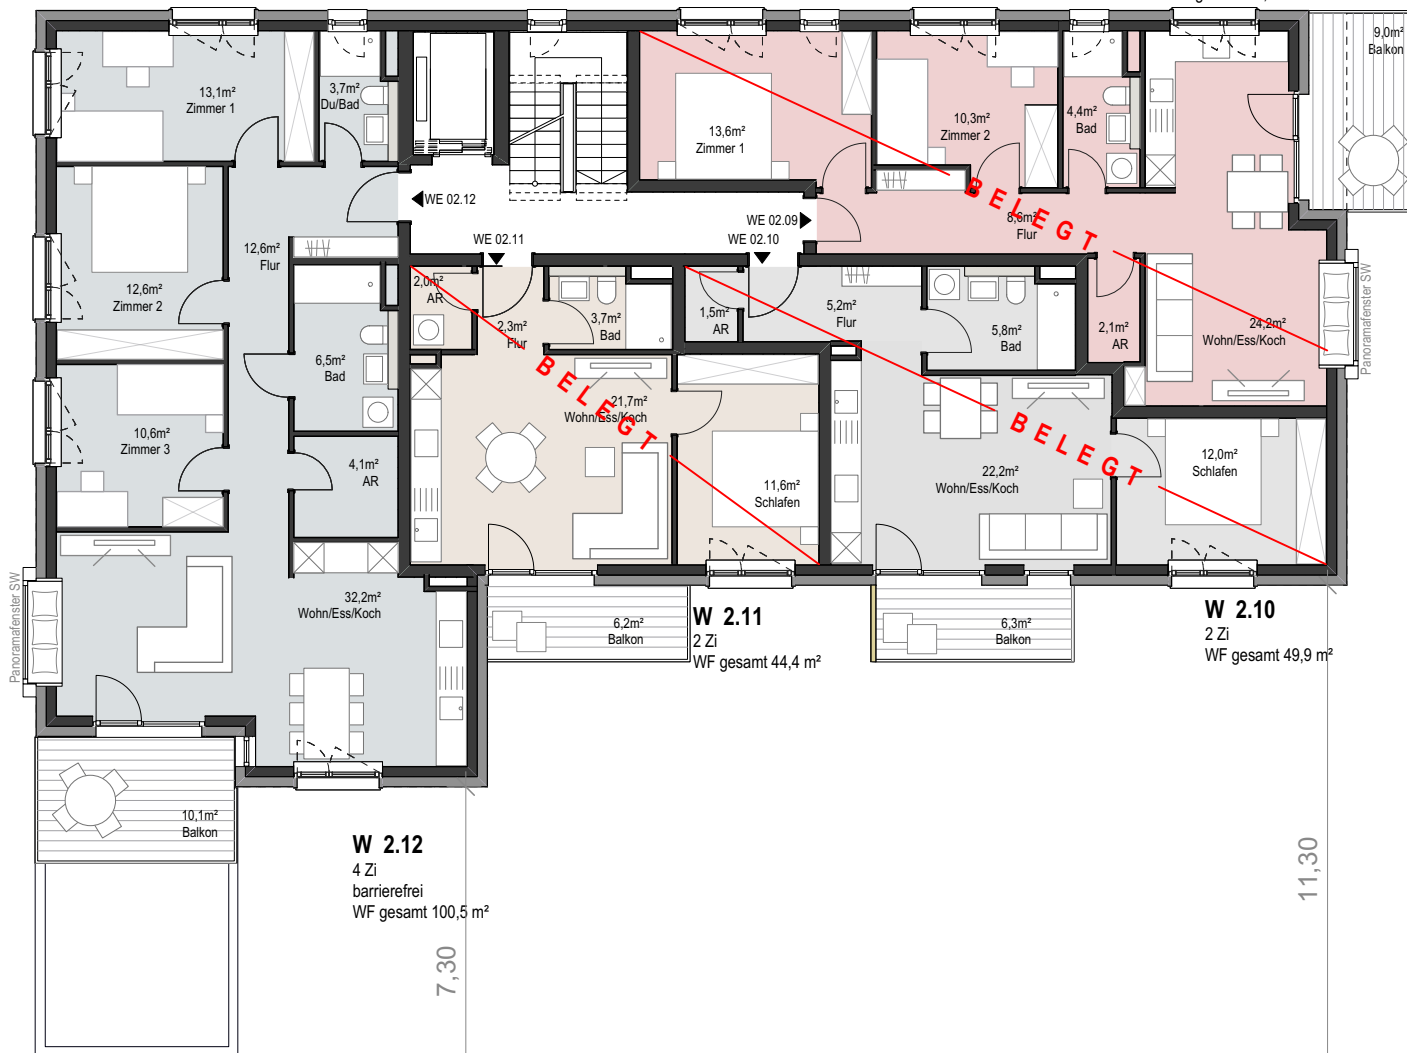 9,0m²
Balkon
13,1m²
Zimmer 1
3,7m²
Du/Bad
13,6m²
Zimmer 1
10,3m²
Zimmer 2
4,4m²
Bad
WE 02.12
WE 02.09
WE 02.11
WE 02.10
8,6m²
Flur
BELEGT
12,6m²
Flur
12,6m²
Zimmer 2
2,0m²
AR
2,3m²
Flur
3,7m²
Bad
1,5m²
AR
5,2m²
Flur
5,8m²
Bad
2,1m²
AR
24,2m²
Wohn/Ess/Koch
Panoramafenster SW
6,5m²
Bad
BELEGT
21,7m²
Wohn/Ess/Koch
10,6m²
Zimmer 3
4,1m²
AR
11,6m²
Schlafen
BELEGT
22,2m²
Wohn/Ess/Koch
12,0m²
Schlafen
Panoramafenster SW
32,2m²
Wohn/Ess/Koch
6,2m²
Balkon
W 2.11
2 Zi
WF gesamt 44,4 m²
6,3m²
Balkon
W 2.10
2 Zi
WF gesamt 49,9 m²
10,1m²
Balkon
W 2.12
4 Zi
barrierefrei
WF gesamt 100,5 m²
7,30
11,30